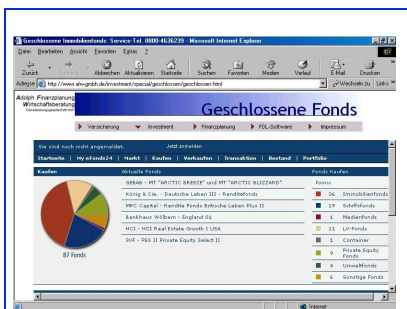 Geschlossene Immobilienfonds: Service-Tel. 0800-4636239 - Microsoft Internet Explorer
Datei Bearbeiten Ansicht Favoriten Extras ?
Zurück Vorwärts Abbrechen Aktualisieren Startseite Suchen Favoriten Medien Verlauf E-Mail Drucken
Adresse http://www.afw-gmbh.de/investment/special/geschlossen/geschlossen.html Wechseln zu Links
Adolph Finanzplanung
Wirtschaftsberatung
Geschlossene Fonds
Versicherung Investment Finanzplanung FDL-Software Impressum
Sie sind noch nicht angemeldet. Jetzt anmelden
Startseite | My eFonds24 | Markt | Kaufen | Verkaufen | Transaktion | Bestand | Portfolio
Kaufen Aktuelle Fonds Fonds Kaufen
GEBAB - MT "ARCTIC BREEZE" und MT "ARCTIC BLIZZARD" fomis
König & Cie. - Deutsche Leben III - Renditefonds 36 Immobilienfonds
MPC Capital - Rendite Fonds Britische Leben Plus II 19 Schiffsfonds
Bankhaus Wölbern - England 01 1 Medienfonds
HCI - HCI Real Estate Growth I USA 11 LV-Fonds
SVF - PES II Private Equity Select II 1 Container
9 Private Equity Fonds
4 Umweltfonds
6 Sonstige Fonds
87 Fonds
Internet